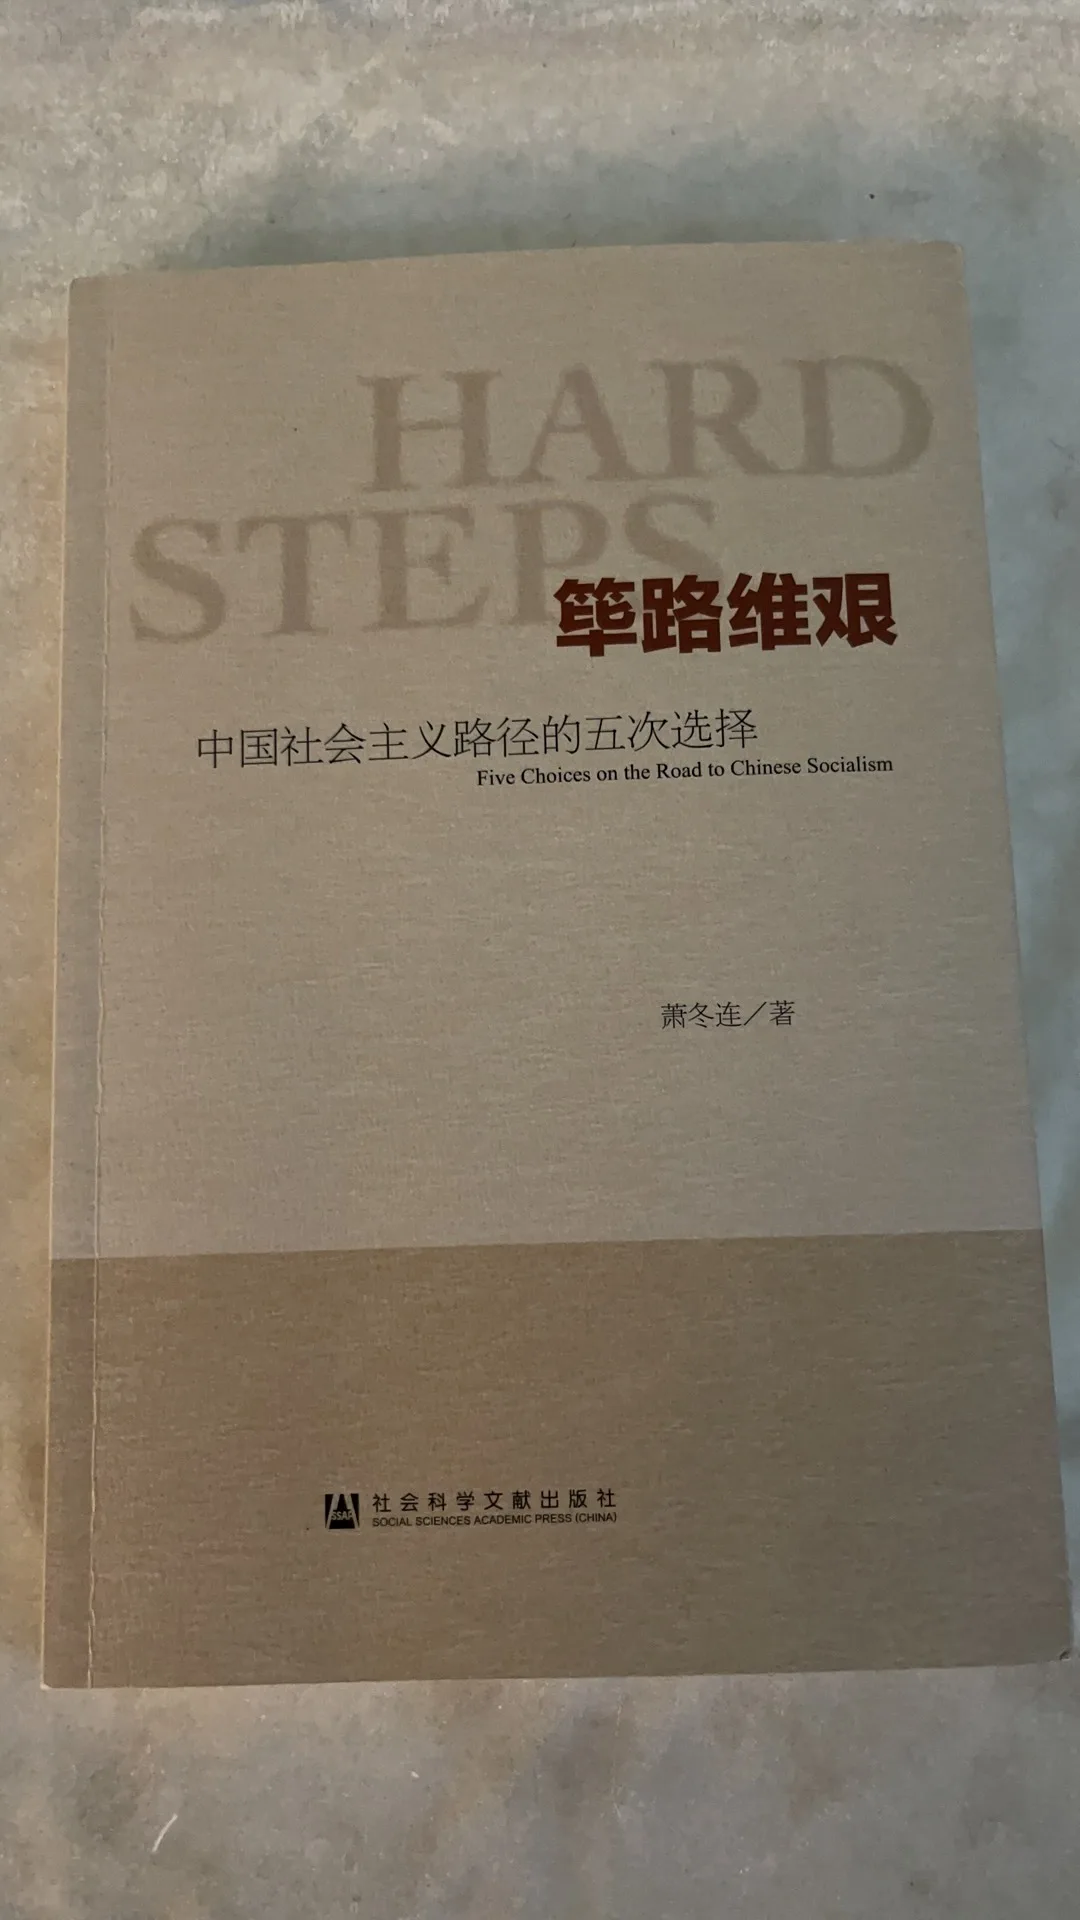 HARD
STEPS
筚路维艰
中国社会主义路径的五次选择
Five Choices on the Road to Chinese Socialism
萧冬连／著
SSAP
社会科学文献出版社
SOCIAL SCIENCES ACADEMIC PRESS (CHINA)